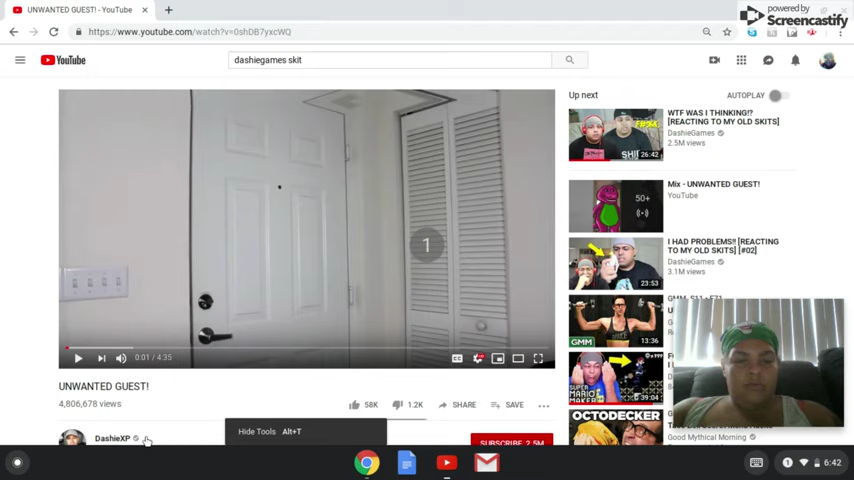 UNWANTED GUEST! - YouTube
powered by
Screencastify
https://www.youtube.com/watch?v=0shDB7yxcWQ
YouTube
dashiegames skit
Up next
AUTOPLAY
WTF WAS I THINKING!?
[REACTING TO MY OLD SKITS]
DashieGames
2.5M views
26:42
Mix - UNWANTED GUEST!
YouTube
50+
I HAD PROBLEMS!! [REACTING
TO MY OLD SKITS] [#02]
DashieGames
3.1M views
23:53
1
GMM
13:36
0:01 / 4:35
UNWANTED GUEST!
4,806,678 views
58K
1.2K
SHARE
SAVE
SUPER
MARIO
MAKER
39:04
OCTODECKER
Good Mythical Morning
Hide Tools Alt+T
DashieXP
SUBSCRIBE 2.5M
1
6:42